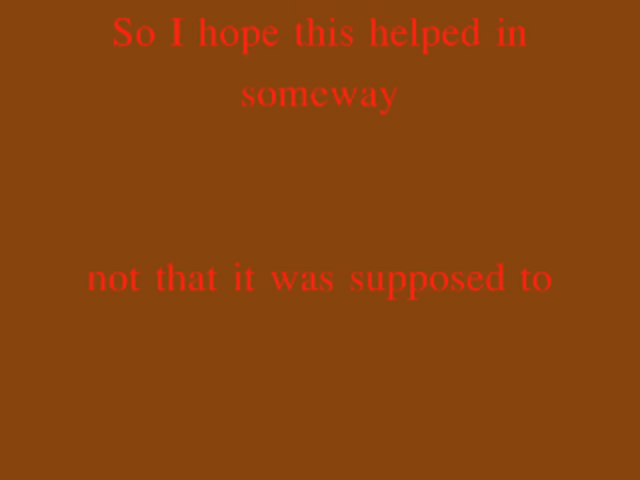 So I hope this helped in
someway
not that it was supposed to